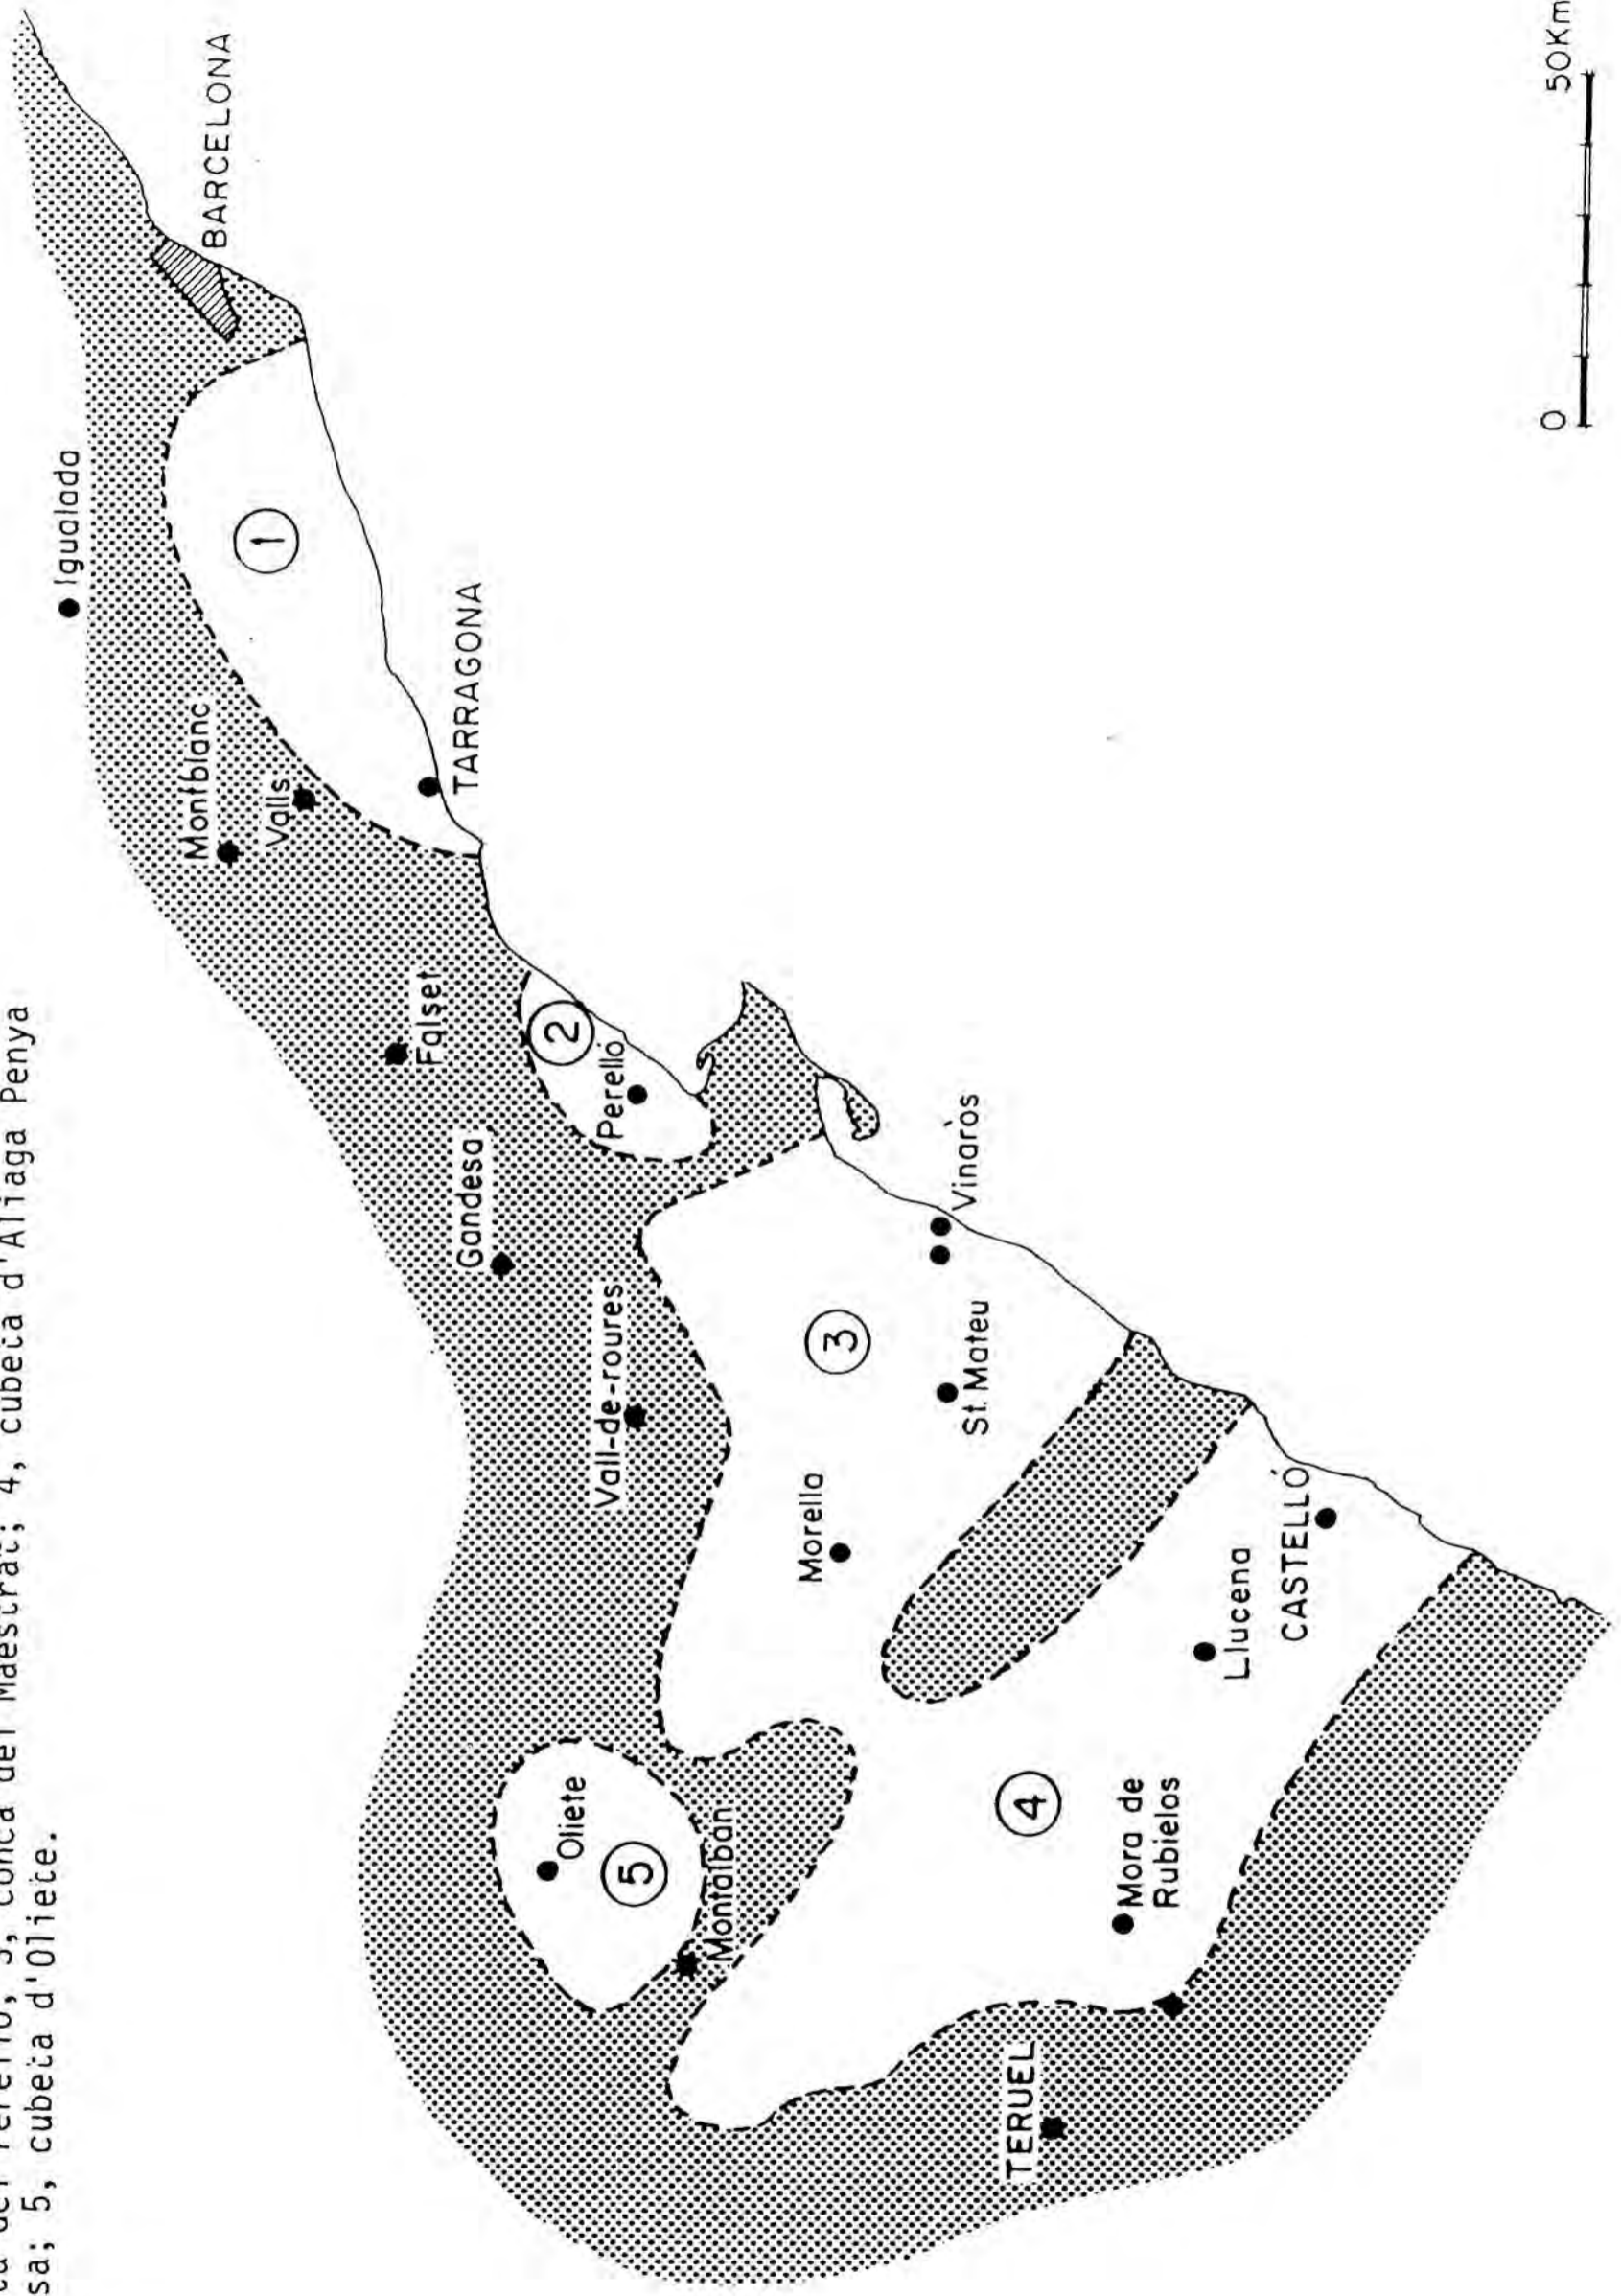 del Perelló, 3, conca del Maestrat; 4, cubeta d'Aliaga Penya
sa; 5, cubeta d'Oliete.
Igualada
BARCELONA
Montblanc
Valls
1
Falset
TARRAGONA
Gandesa
2
Perelló
Oliete
Vall-de-roures
5
Montalbán
Morella
3
Vinaròs
St. Mateu
TERUEL
4
Mora de
Rubielos
Llucena
CASTELLÓ
0
50Km